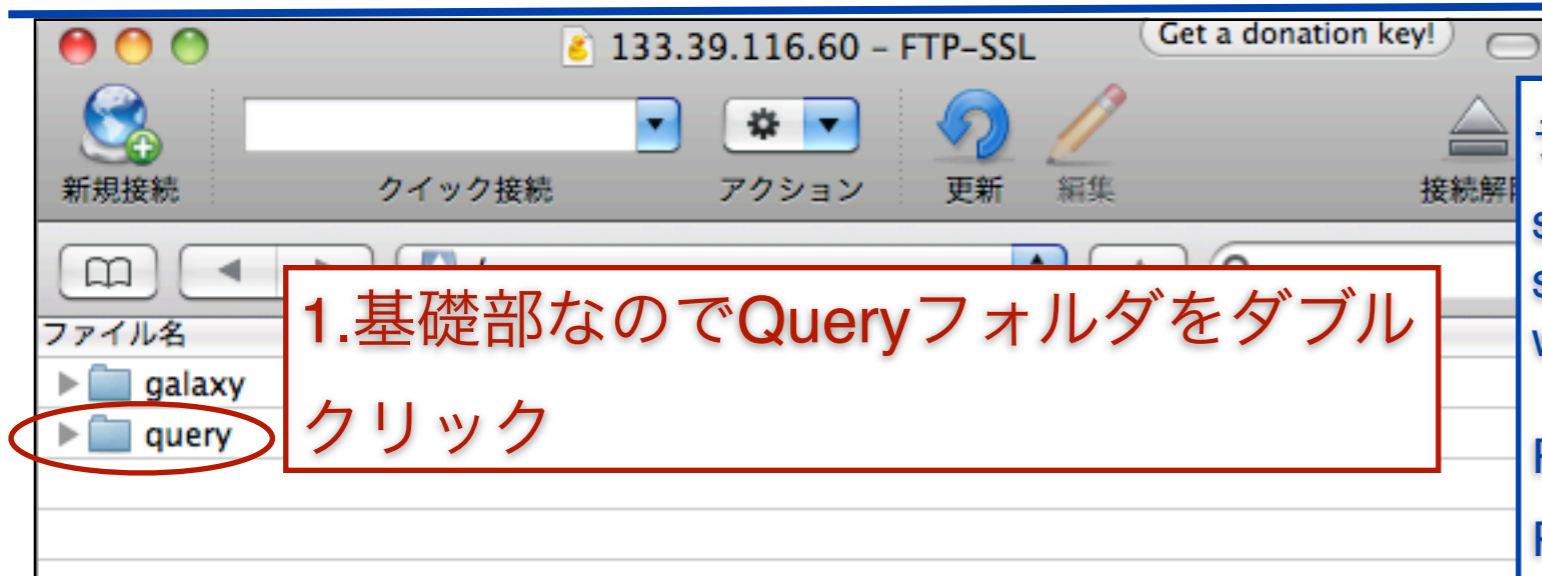 133.39.116.60 – FTP-SSL
Get a donation key!
新規接続
クイック接続
アクション
更新
編集
接続解
ファイル名
galaxy
query
1.基礎部なのでQueryフォルダをダブル
クリック